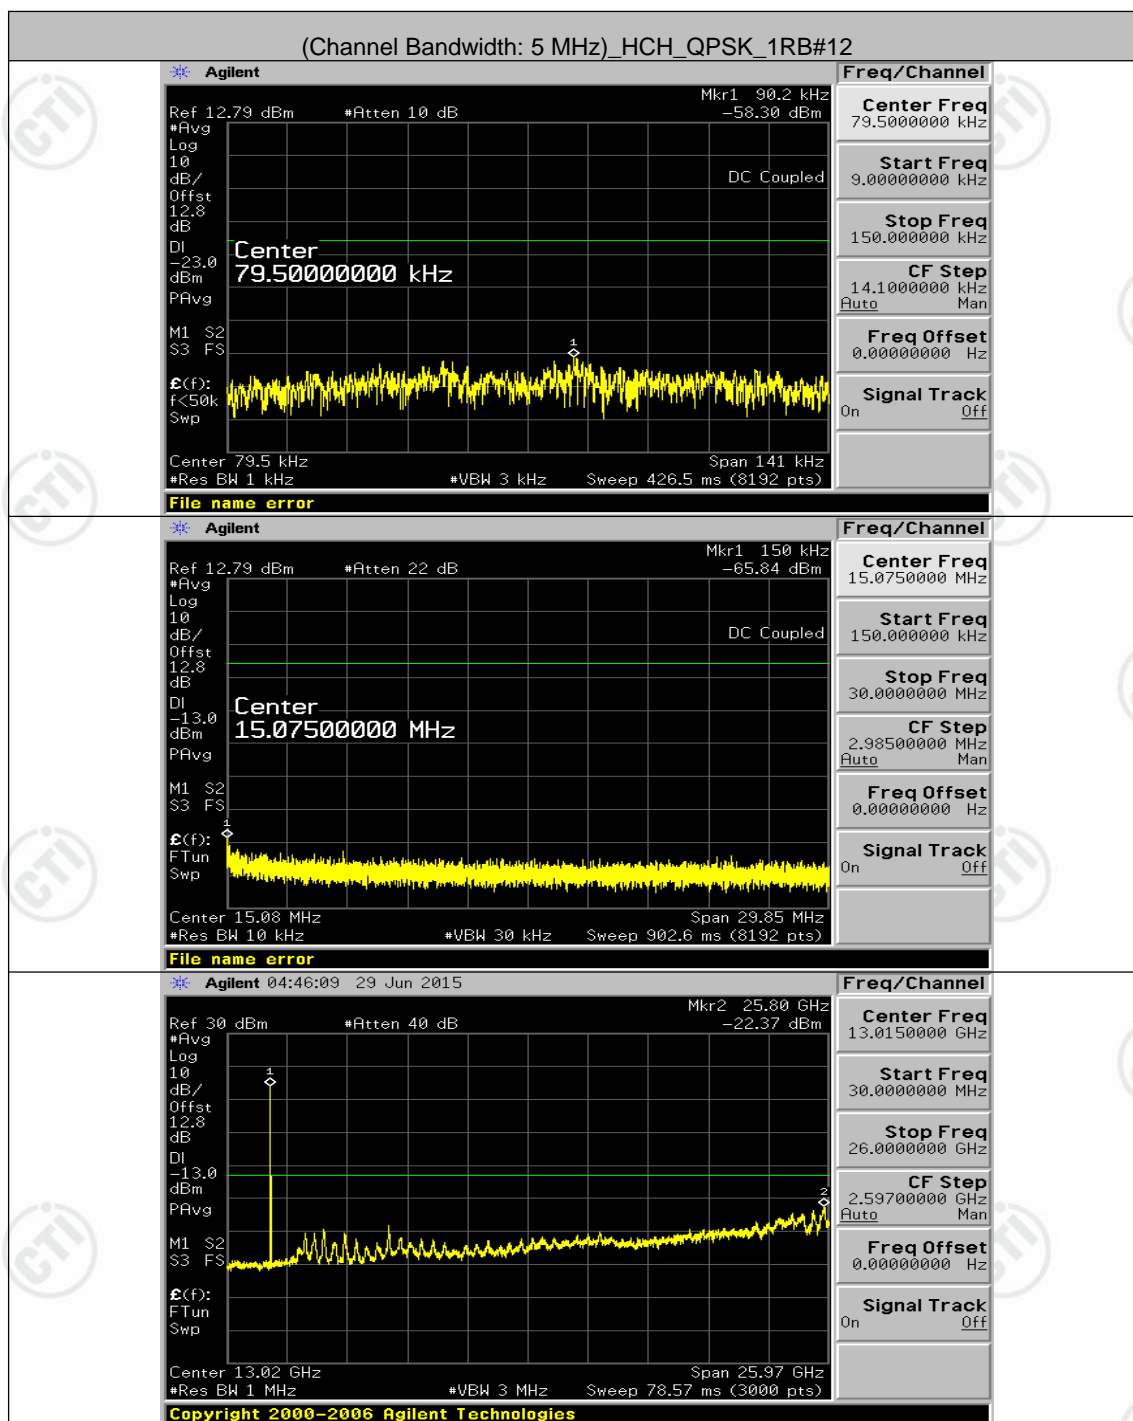 (Channel Bandwidth: 5 MHz)_HCH_QPSK_1RB#12
Agilent
Freq/Channel
Mkr1 90.2 kHz
Ref 12.79 dBm #Atten 10 dB -58.30 dBm
#Avg
Log
10
dB/
Offst
12.8
dB
DI
-23.0
dBm
PAvg
M1 S2
S3 FS
£(f):
f<50k
Swp
DC Coupled
Center
79.50000000 kHz
1
Center 79.5 kHz Span 141 kHz
#Res BW 1 kHz #VBW 3 kHz Sweep 426.5 ms (8192 pts)
File name error
Center Freq
79.5000000 kHz
Start Freq
9.00000000 kHz
Stop Freq
150.000000 kHz
CF Step
14.1000000 kHz
Auto Man
Freq Offset
0.00000000 Hz
Signal Track
On Off
Agilent
Freq/Channel
Mkr1 150 kHz
Ref 12.79 dBm #Atten 22 dB -65.84 dBm
#Avg
Log
10
dB/
Offst
12.8
dB
DI
-13.0
dBm
PAvg
M1 S2
S3 FS
£(f):
FTun
Swp
DC Coupled
Center
15.07500000 MHz
1
Center 15.08 MHz Span 29.85 MHz
#Res BW 10 kHz #VBW 30 kHz Sweep 902.6 ms (8192 pts)
File name error
Center Freq
15.0750000 MHz
Start Freq
150.000000 kHz
Stop Freq
30.0000000 MHz
CF Step
2.98500000 MHz
Auto Man
Freq Offset
0.00000000 Hz
Signal Track
On Off
Agilent 04:46:09 29 Jun 2015
Freq/Channel
Mkr2 25.80 GHz
Ref 30 dBm #Atten 40 dB -22.37 dBm
#Avg
Log
10
dB/
Offst
12.8
dB
DI
-13.0
dBm
PAvg
M1 S2
S3 FS
£(f):
FTun
Swp
1
2
Center 13.02 GHz Span 25.97 GHz
#Res BW 1 MHz #VBW 3 MHz Sweep 78.57 ms (3000 pts)
Copyright 2000-2006 Agilent Technologies
Center Freq
13.0150000 GHz
Start Freq
30.0000000 MHz
Stop Freq
26.0000000 GHz
CF Step
2.59700000 GHz
Auto Man
Freq Offset
0.00000000 Hz
Signal Track
On Off
CTI
CTI
CTI
CTI
CTI
CTI
CTI
CTI